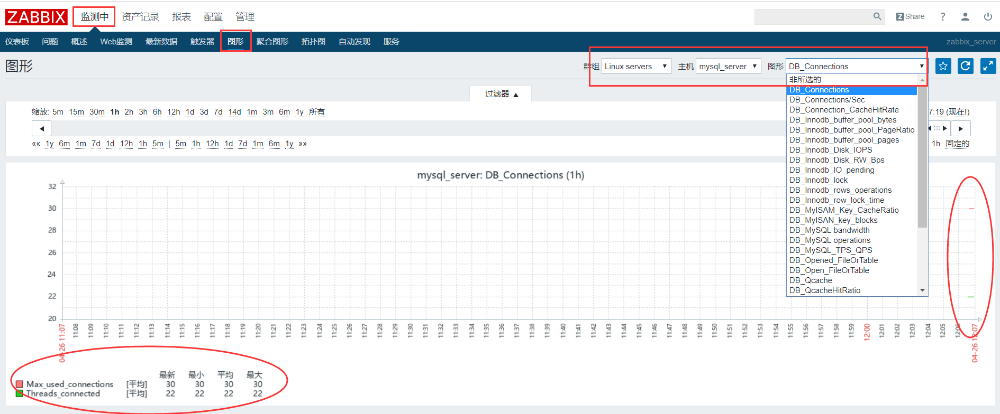 ZABBIX 监测中 资产记录 报表 配置 管理 Z Share ?
仪表板 问题 概述 Web监测 最新数据 触发器 图形 聚合图形 拓扑图 自动发现 服务 zabbix_server
图形 群组 Linux servers 主机 mysql_server 图形 DB_Connections
非所选的
DB_Connections
DB_Connections/Sec
DB_Connection_CacheHitRate
DB_Innodb_buffer_pool_bytes
DB_Innodb_buffer_pool_PageRatio
DB_Innodb_buffer_pool_pages
DB_Innodb_Disk_IOPS
DB_Innodb_Disk_RW_Bps
DB_Innodb_IO_pending
DB_Innodb_lock
DB_Innodb_rows_operations
DB_Innodb_row_lock_time
DB_MyISAM_Key_CacheRatio
DB_MyISAN_key_blocks
DB_MySQL bandwidth
DB_MySQL operations
DB_MySQL_TPS_QPS
DB_Opened_FileOrTable
DB_Open_FileOrTable
DB_Qcache
DB_QcacheHitRatio
过滤器 ▲
缩放: 5m 15m 30m 1h 2h 3h 6h 12h 1d 3d 7d 14d 1m 3m 6m 1y 所有 7:19 (现在!)
«« 1y 6m 1m 7d 1d 12h 1h 5m | 5m 1h 12h 1d 7d 1m 6m 1y »» 1h 固定的
mysql_server: DB_Connections (1h)
32
30
28
26
24
22
20
04-26 11:07 11:08 11:09 11:10 11:11 11:12 11:13 11:14 11:15 11:16 11:17 11:18 11:19 11:20 11:21 11:22 11:23 11:24 11:25 11:26 11:27 11:28 11:29 11:30 11:31 11:32 11:33 11:34 11:35 11:36 11:37 11:38 11:39 11:40 11:41 11:42 11:43 11:44 11:45 11:46 11:47 11:48 11:49 11:50 11:51 11:52 11:53 11:54 11:55 11:56 11:57 11:58 11:59 12:00 12:01 12:02 12:03 12:04 12:05 12:06 04-26 12:07
最新 最小 平均 最大
Max_used_connections [平均] 30 30 30 30
Threads_connected [平均] 22 22 22 22